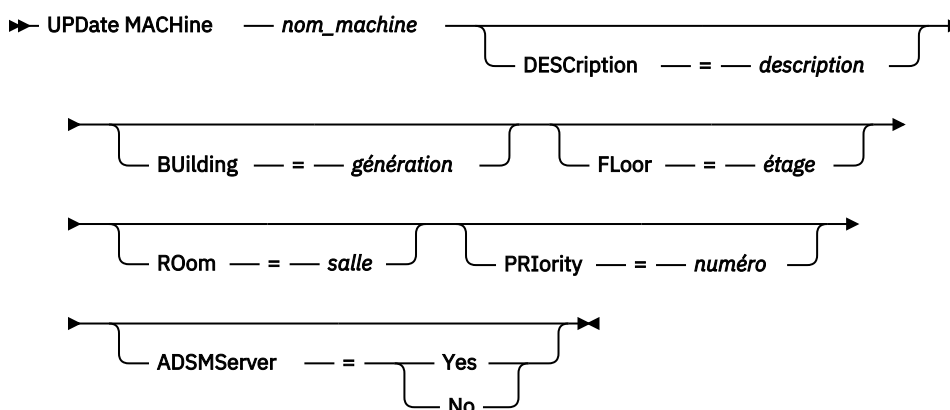 UPDate MACHine nom_machine
DESCription = description
BUilding = génération FLoor = étage
ROom = salle PRIority = numéro
ADSMServer = Yes
No